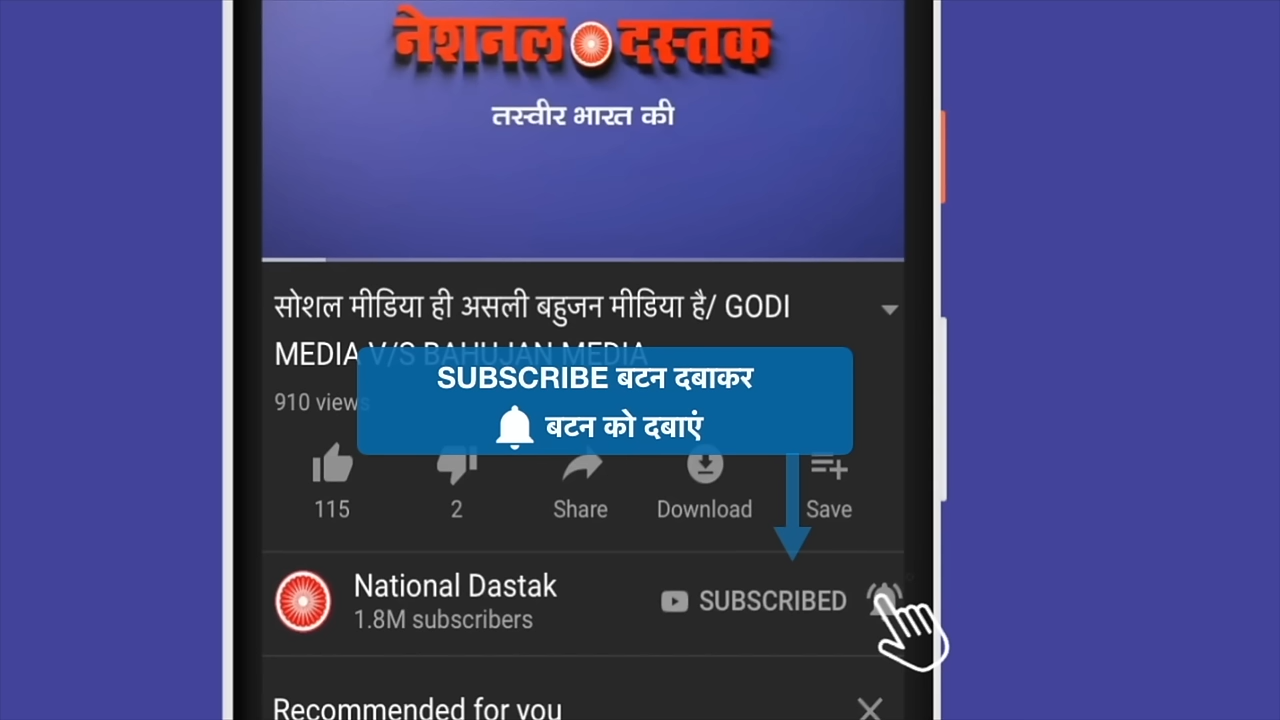 नेशनल दस्तक
तस्वीर भारत की
सोशल मीडिया ही असली बहुजन मीडिया है/ GODI
MEDIA V/S BAHUJAN MEDIA
910 views
SUBSCRIBE बटन दबाकर
बटन को दबाएं
115
2
Share
Download
Save
National Dastak
1.8M subscribers
SUBSCRIBED
Recommended for you